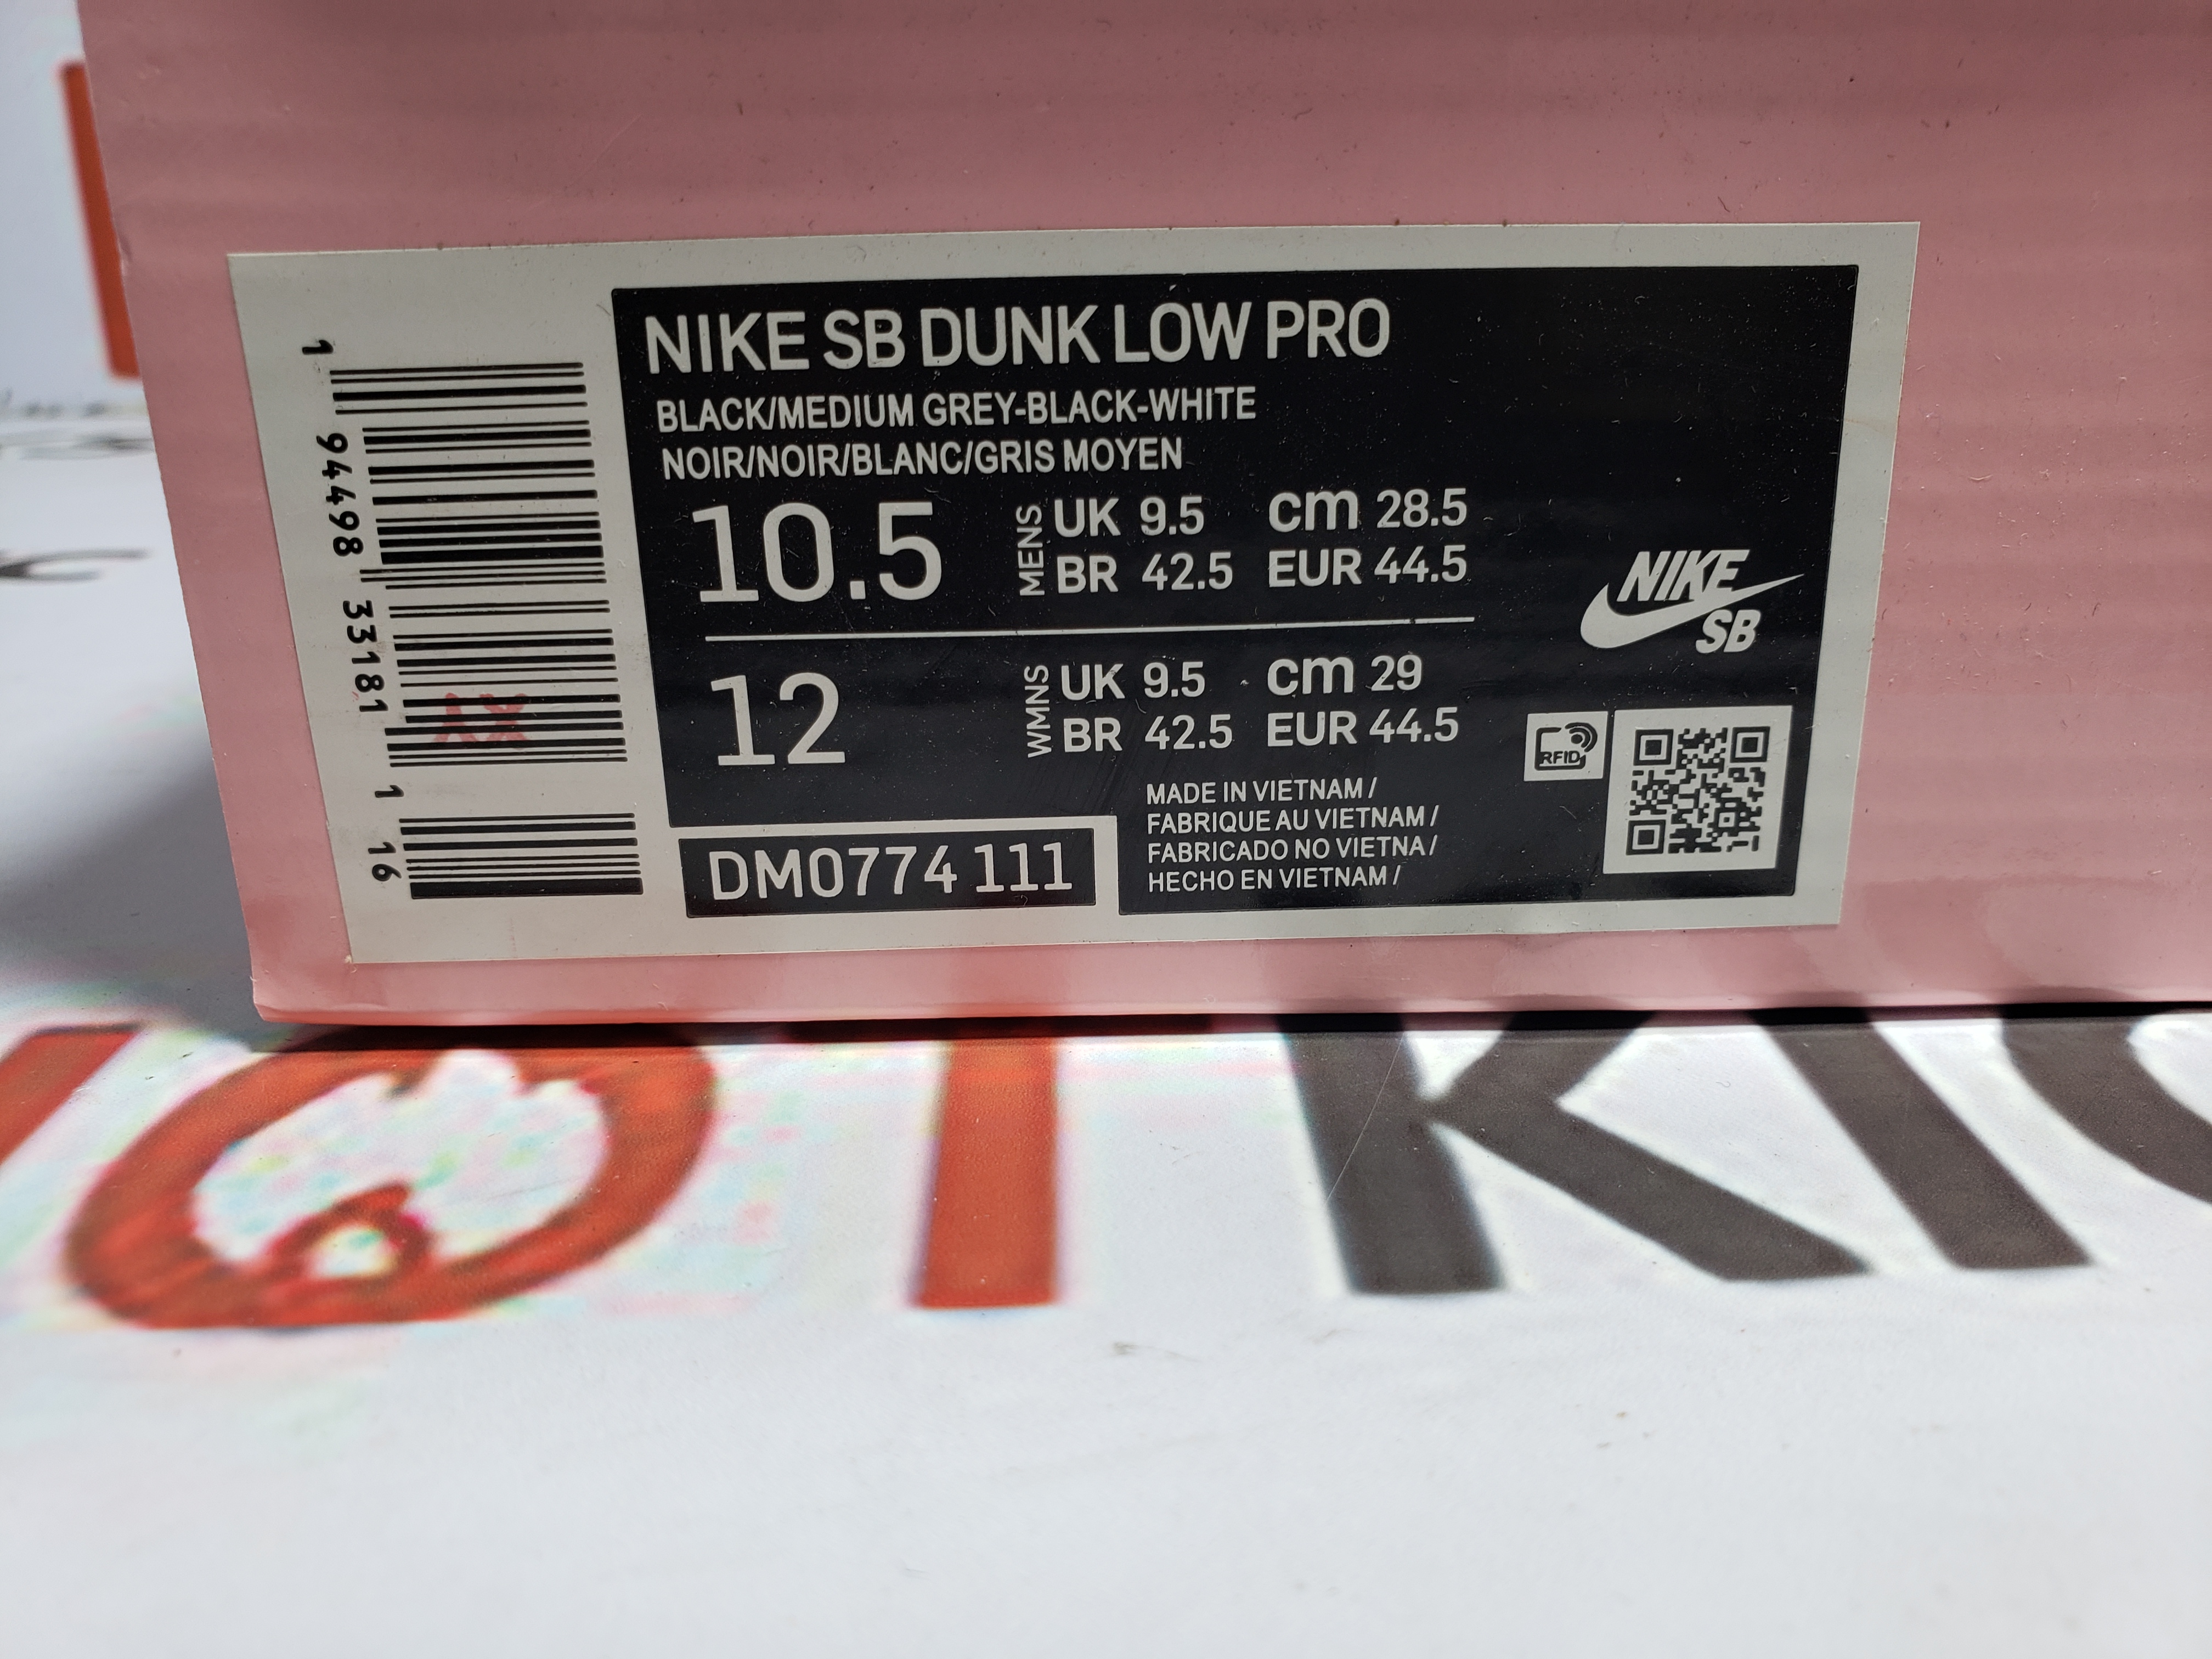 NIKE SB DUNK LOW PRO
BLACK/MEDIUM GREY-BLACK-WHITE
NOIR/NOIR/BLANC/GRIS MOYEN
10.5 MENS UK 9.5 cm 28.5
BR 42.5 EUR 44.5
12 WMNS UK 9.5 cm 29
BR 42.5 EUR 44.5
MADE IN VIETNAM /
FABRIQUE AU VIETNAM /
FABRICADO NO VIETNA /
HECHO EN VIETNAM /
DM0774 111
NIKE
SB
RFID
1 94498 33181 1 16